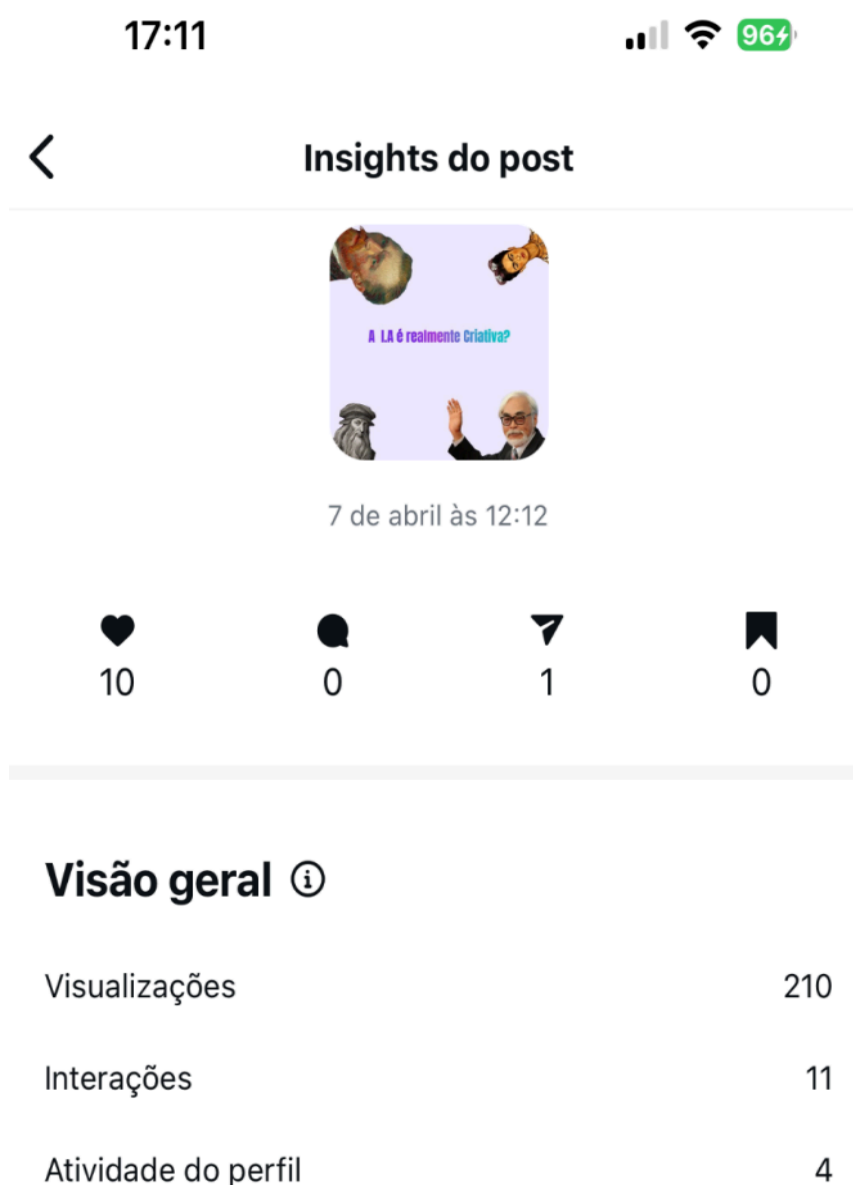 17:11
96
Insights do post
A LA é realmente Criativa?
7 de abril às 12:12
10 0 1 0
Visão geral
Visualizações 210
Interações 11
Atividade do perfil 4